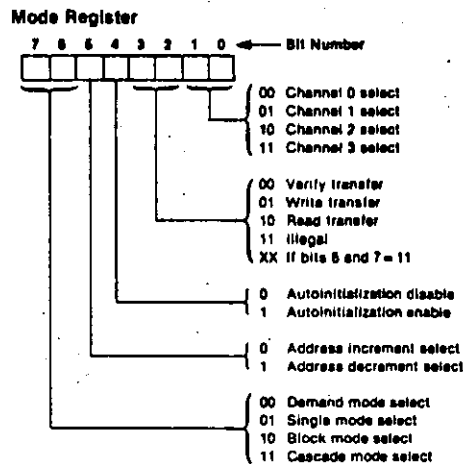 Mode Register
7 6 5 4 3 2 1 0 Bit Number
00 Channel 0 select
01 Channel 1 select
10 Channel 2 select
11 Channel 3 select
00 Verify transfer
01 Write transfer
10 Read transfer
11 Illegal
XX If bits 6 and 7 = 11
0 Autoinitialization disable
1 Autoinitialization enable
0 Address increment select
1 Address decrement select
00 Demand mode select
01 Single mode select
10 Block mode select
11 Cascade mode select